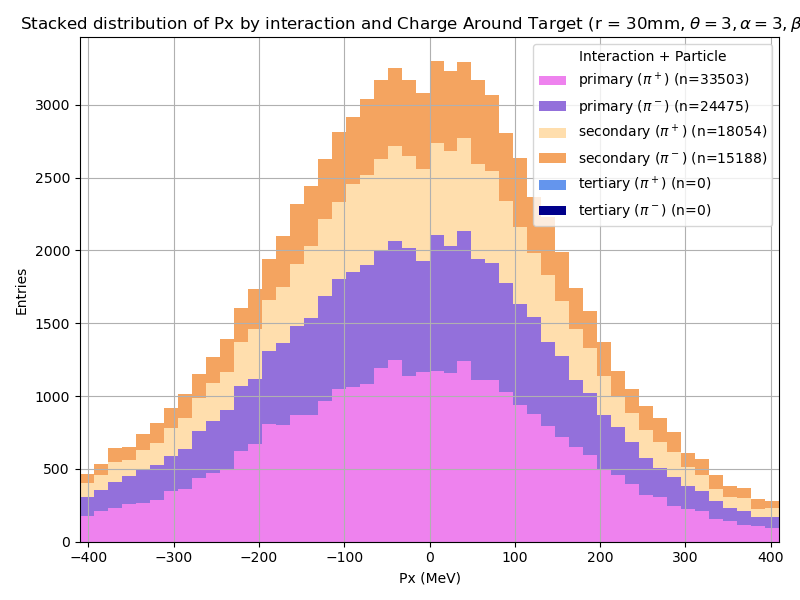 Stacked distribution of Px by interaction and Charge Around Target (r = 30mm, θ = 3, α = 3, β
Interaction + Particle
primary (π⁺) (n=33503)
primary (π⁻) (n=24475)
secondary (π⁺) (n=18054)
secondary (π⁻) (n=15188)
tertiary (π⁺) (n=0)
tertiary (π⁻) (n=0)
Entries
3000
2500
2000
1500
1000
500
0
−400 −300 −200 −100 0 100 200 300 400
Px (MeV)